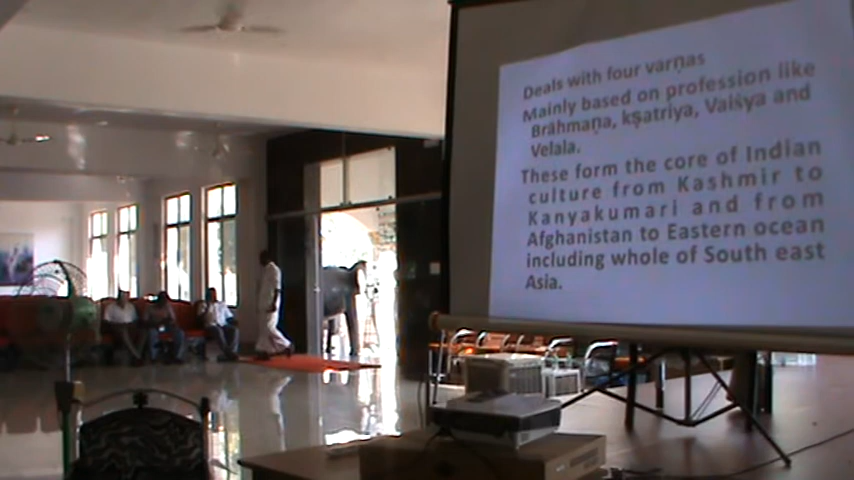 Deals with four varṇas
Mainly based on profession like
Brāhmaṇa, kṣatriya, Vaiśya and
Velala.
These form the core of Indian
culture from Kashmir to
Kanyakumari and from
Afghanistan to Eastern ocean
including whole of South east
Asia.